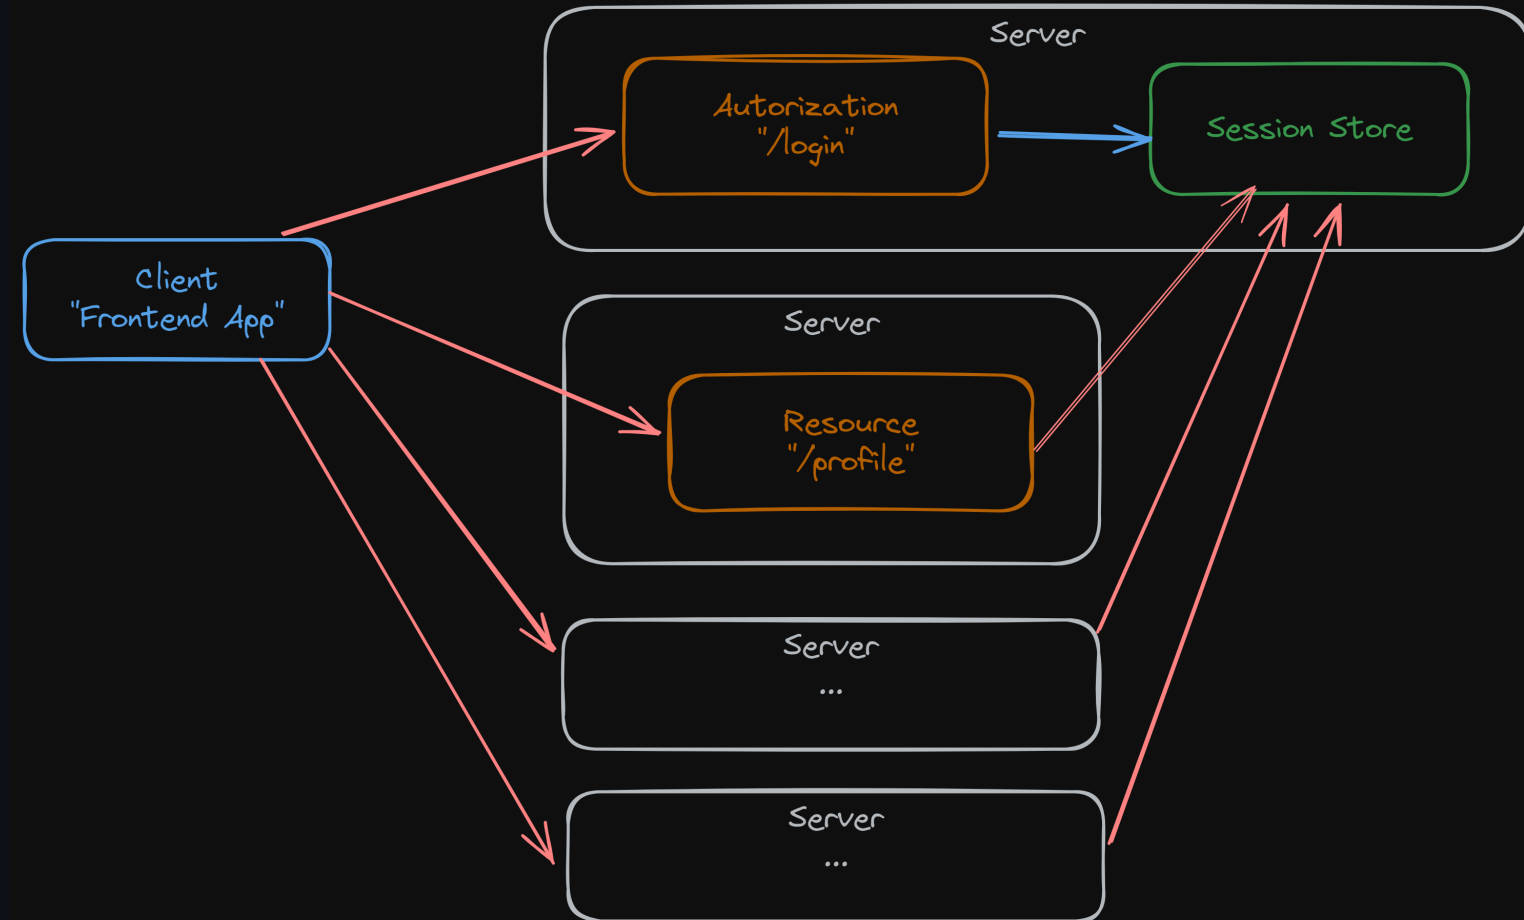 Server
Autorization
"/login"
Session Store
Client
"Frontend App"
Server
Resource
"/profile"
Server
...
Server
...